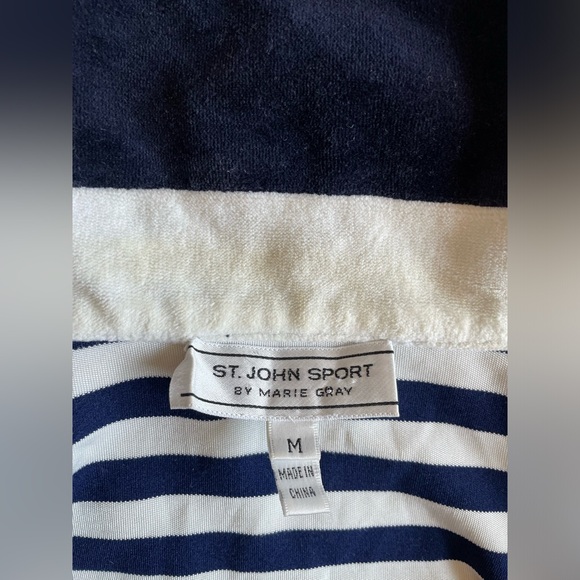 ST. JOHN SPORT
BY MARIE GRAY
M
MADE IN
CHINA